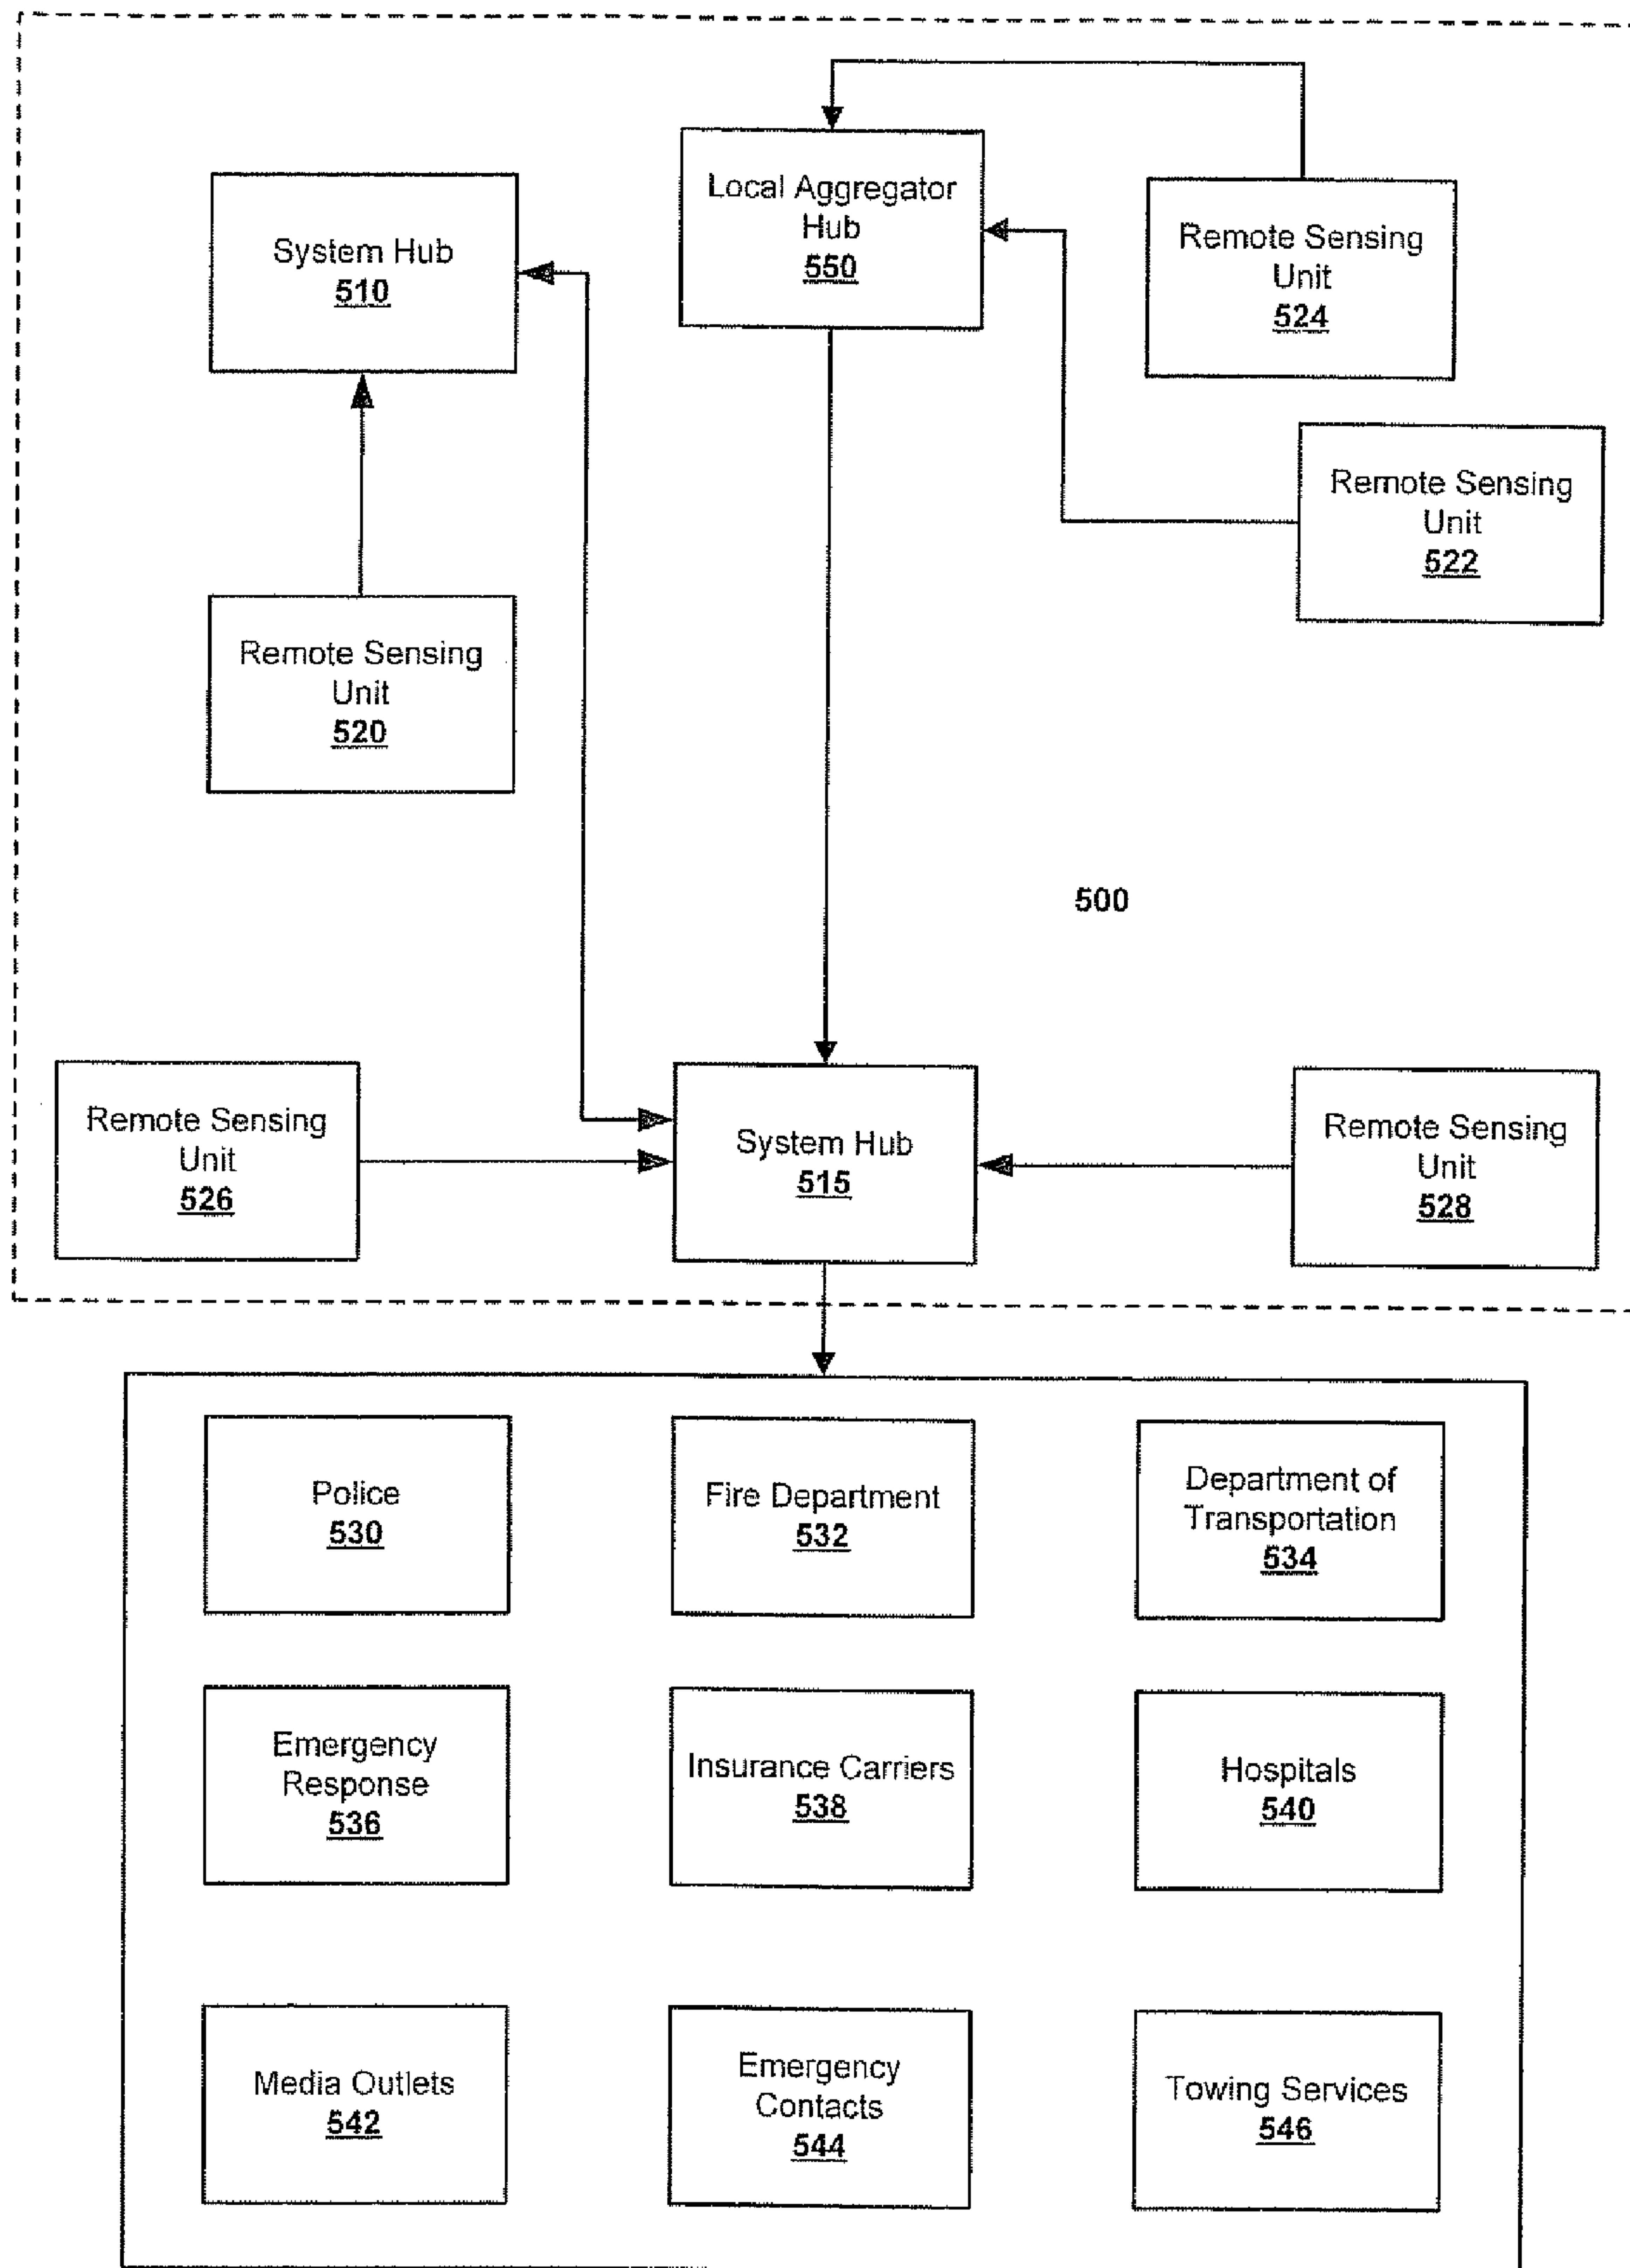 Local Aggregator
Hub
550
System Hub
510
Remote Sensing
Unit
524
Remote Sensing
Unit
522
Remote Sensing
Unit
520
500
Remote Sensing
Unit
526
System Hub
515
Remote Sensing
Unit
528
Police
530
Fire Department
532
Department of
Transportation
534
Emergency
Response
536
Insurance Carriers
538
Hospitals
540
Media Outlets
542
Emergency
Contacts
544
Towing Services
546